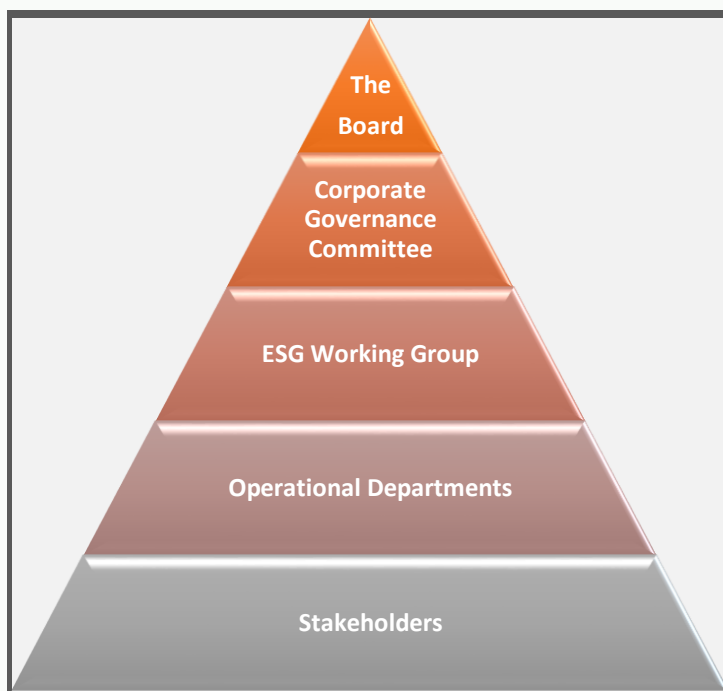 The
Board
Corporate
Governance
Committee
ESG Working Group
Operational Departments
Stakeholders